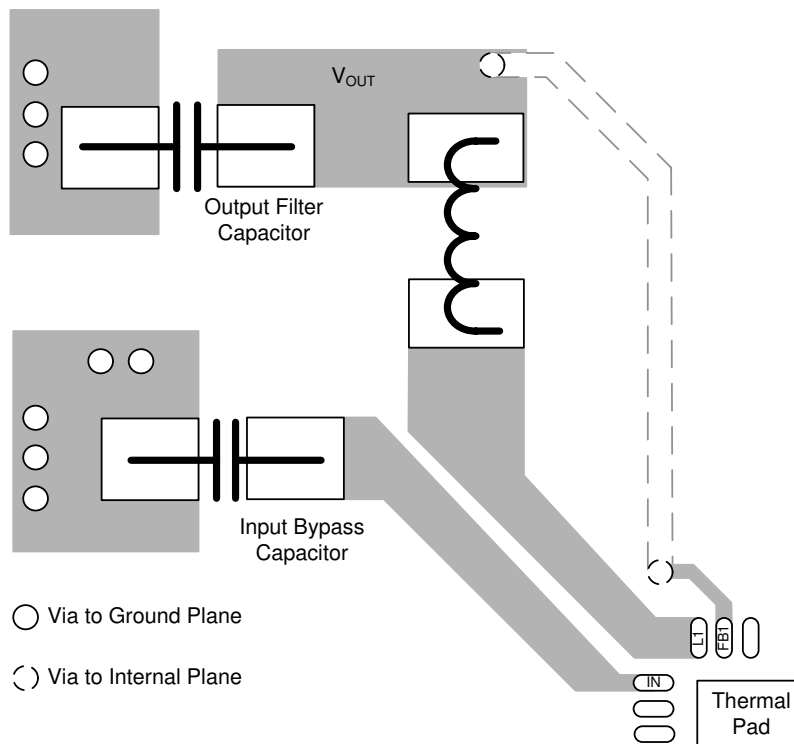 VOUT
Output Filter
Capacitor
Input Bypass
Capacitor
Via to Ground Plane
Via to Internal Plane
L1
FB1
IN
Thermal
Pad